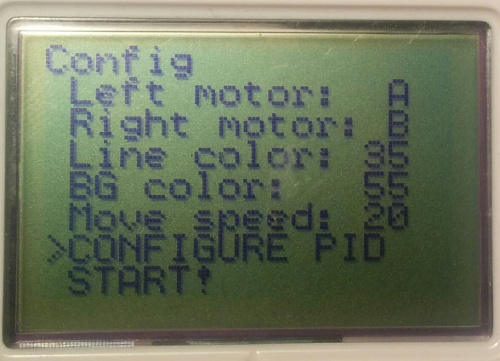 Config
Left motor: A
Right motor: B
Line color: 35
BG color: 55
Move speed: 20
>CONFIGURE PID
START!